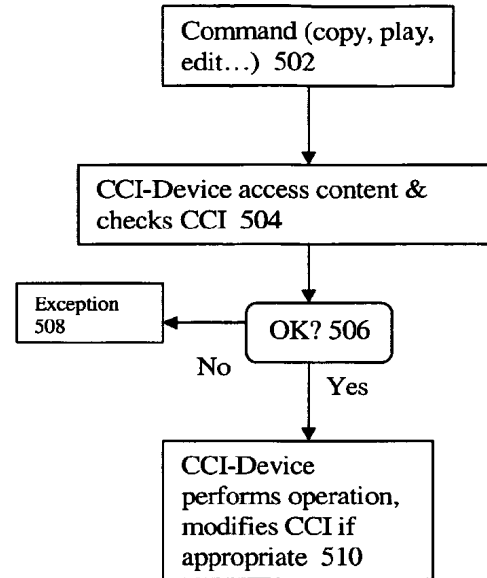 Command (copy, play,
edit...) 502
CCI-Device access content &
checks CCI 504
Exception
508
OK? 506
No
Yes
CCI-Device
performs operation,
modifies CCI if
appropriate 510